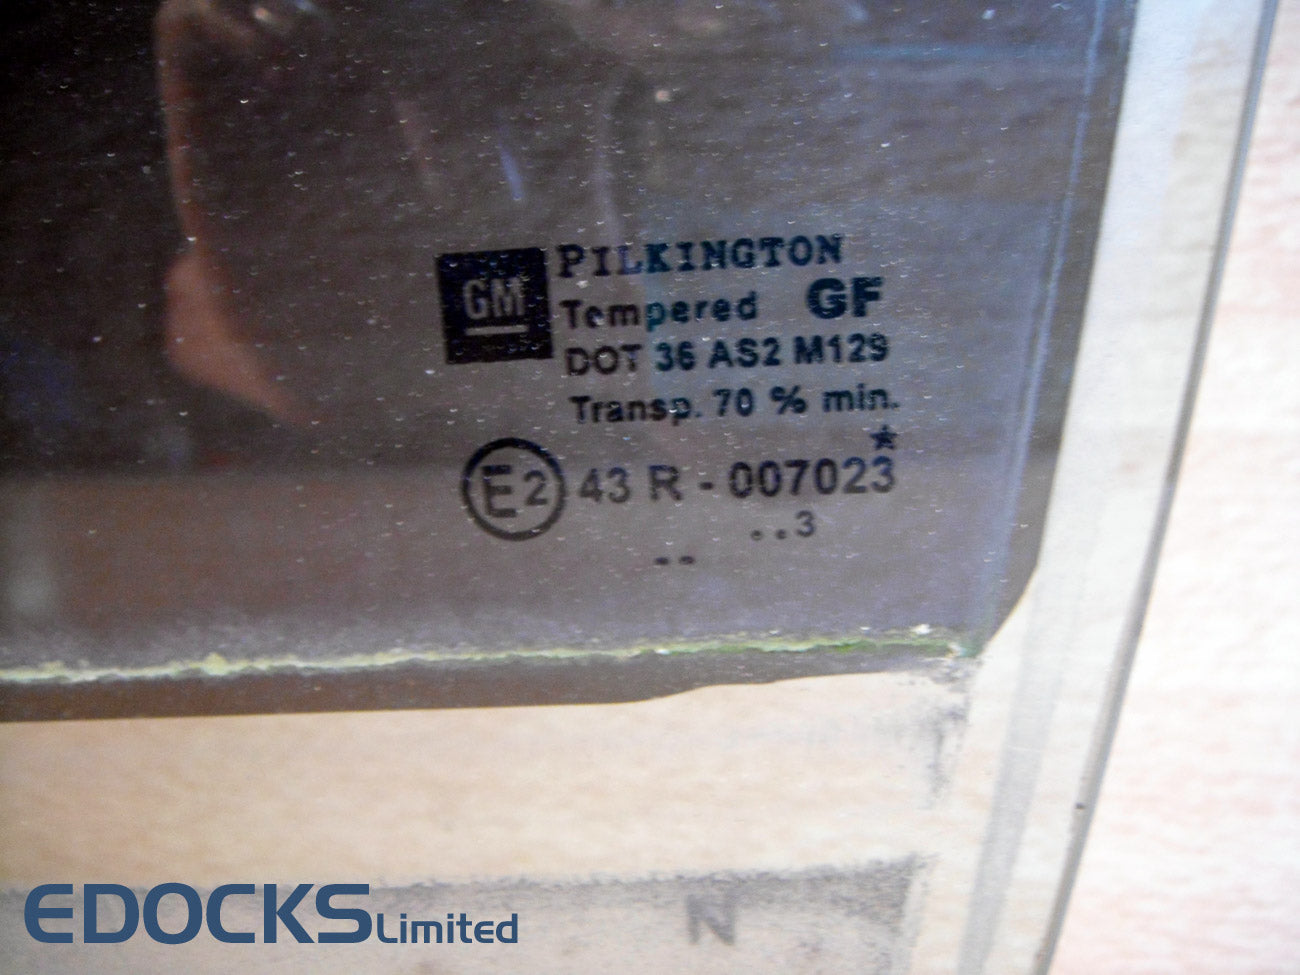 GM
PILKINGTON
Tempered GF
DOT 36 AS2 M129
Transp. 70 % min.
E2 43 R - 007023
..3
..
N
EDOCKS Limited